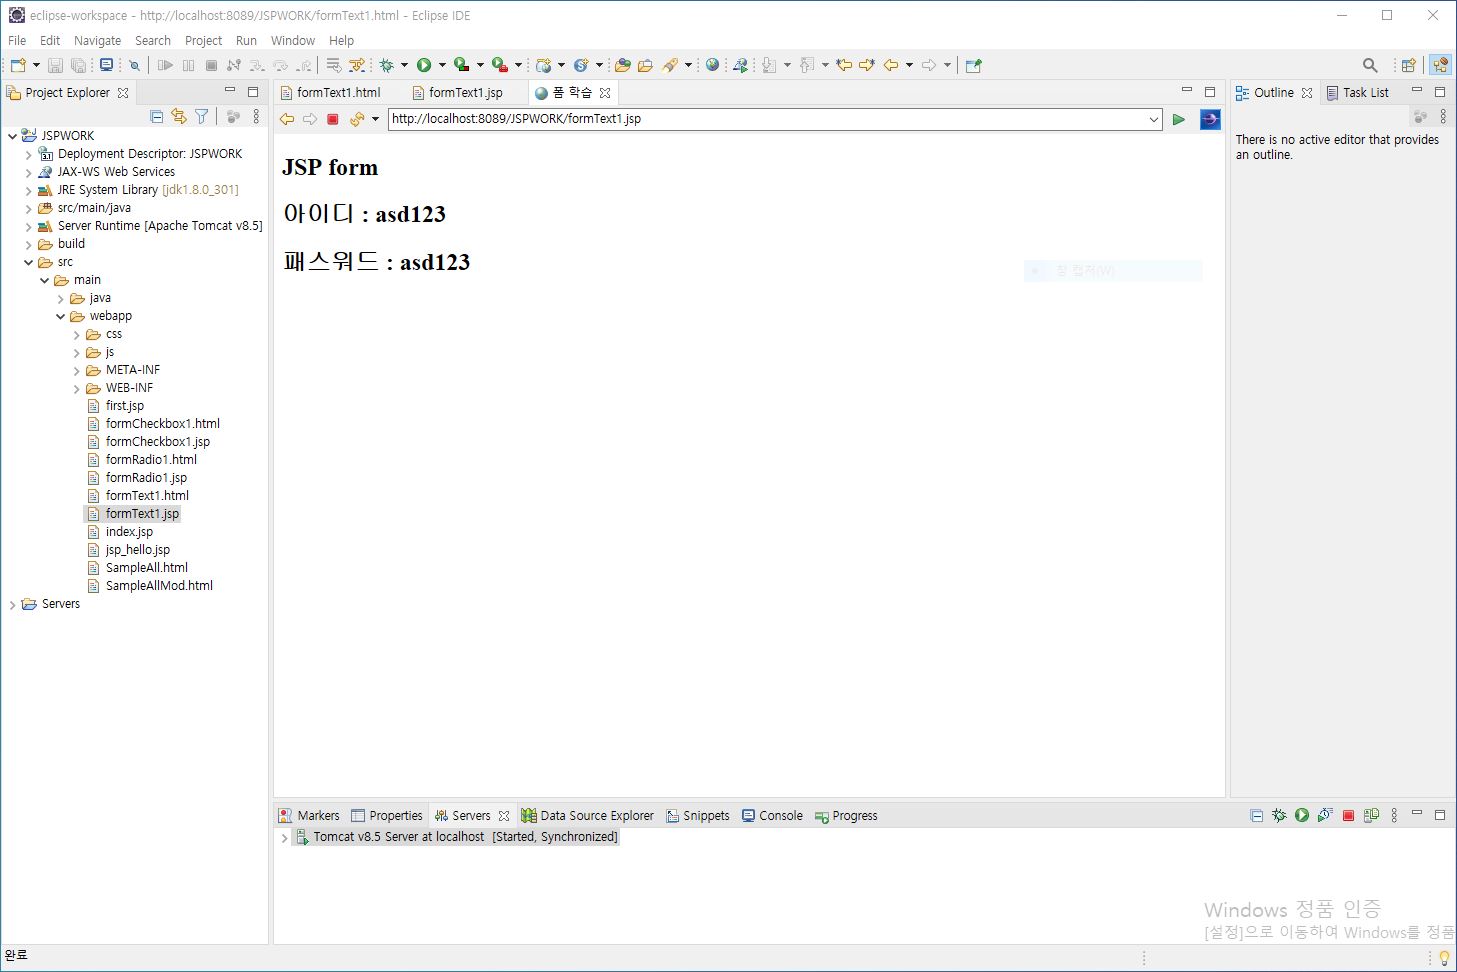 eclipse-workspace - http://localhost:8089/JSPWORK/formText1.html - Eclipse IDE
File Edit Navigate Search Project Run Window Help
Project Explorer
JSPWORK
Deployment Descriptor: JSPWORK
JAX-WS Web Services
JRE System Library [jdk1.8.0_301]
src/main/java
Server Runtime [Apache Tomcat v8.5]
build
src
main
java
webapp
css
js
META-INF
WEB-INF
first.jsp
formCheckbox1.html
formCheckbox1.jsp
formRadio1.html
formRadio1.jsp
formText1.html
formText1.jsp
index.jsp
jsp_hello.jsp
SampleAll.html
SampleAllMod.html
Servers
formText1.html formText1.jsp 폼 학습
http://localhost:8089/JSPWORK/formText1.jsp
JSP form
아이디 : asd123
패스워드 : asd123
창 캡처(W)
Outline Task List
There is no active editor that provides
an outline.
Markers Properties Servers Data Source Explorer Snippets Console Progress
Tomcat v8.5 Server at localhost [Started, Synchronized]
Windows 정품 인증
[설정]으로 이동하여 Windows를 정품
완료